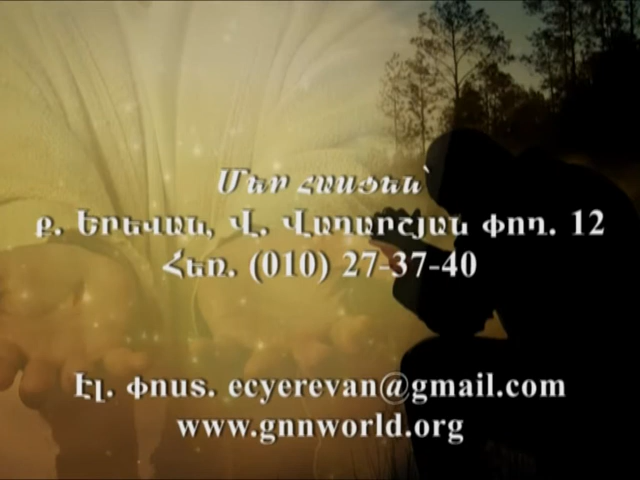 Մեր Հասցեն՝
ք. Երևան, Վ. Վաղարշյան փող. 12
Հեռ. (010) 27-37-40
Էլ. փոստ. ecyerevan@gmail.com
www.gnnworld.org